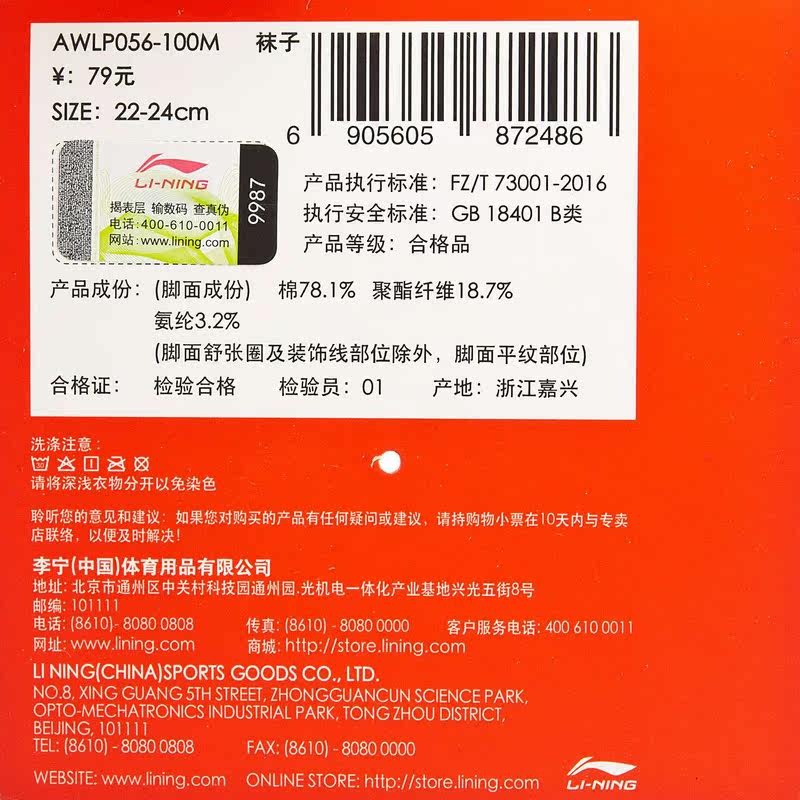 AWLP056-100M 袜子
¥：79元
SIZE：22-24cm
6 905605 872486
LI-NING
揭表层 输数码 查真伪
电话:400-610-0011
网站:www.lining.com
9987
产品执行标准：FZ/T 73001-2016
执行安全标准：GB 18401 B类
产品等级：合格品
产品成份：(脚面成份) 棉78.1% 聚酯纤维18.7%
氨纶3.2%
(脚面舒张圈及装饰线部位除外，脚面平纹部位)
合格证： 检验合格 检验员：01 产地：浙江嘉兴
洗涤注意：
请将深浅衣物分开以免染色
聆听您的意见和建议：如果您对购买的产品有任何疑问或建议，请持购物小票在10天内与专卖
店联络，以便及时解决！
李宁(中国)体育用品有限公司
地址：北京市通州区中关村科技园通州园.光机电一体化产业基地兴光五街8号
邮编：101111
电话：(8610)- 8080 0808 传真：(8610) - 8080 0000 客户服务电话：400 610 0011
网址：www.lining.com 商城：http://store.lining.com
LI NING(CHINA)SPORTS GOODS CO., LTD.
NO.8, XING GUANG 5TH STREET, ZHONGGUANCUN SCIENCE PARK,
OPTO-MECHATRONICS INDUSTRIAL PARK, TONG ZHOU DISTRICT,
BEIJING, 101111
TEL: (8610) - 8080 0808 FAX: (8610) - 8080 0000
WEBSITE: www.lining.com ONLINE STORE: http://store.lining.com
LI-NING